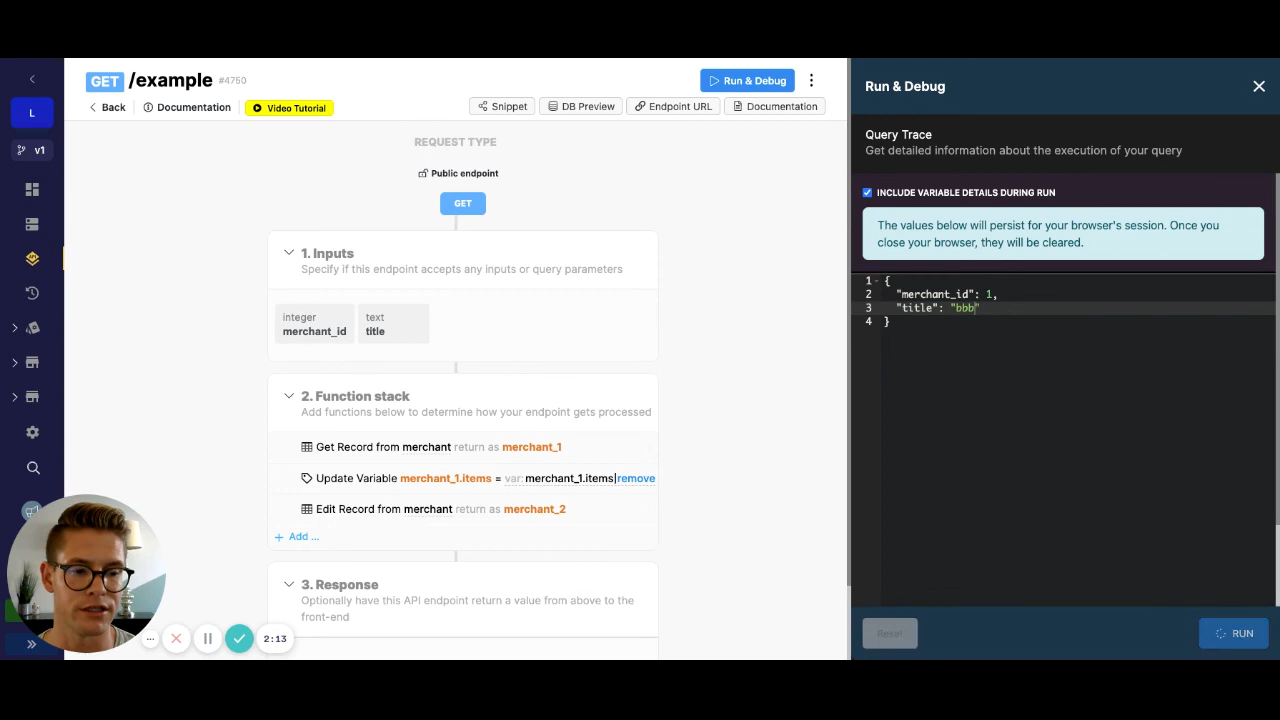 GET /example #4750
Run & Debug
Back
Documentation
Video Tutorial
Snippet
DB Preview
Endpoint URL
Documentation
L
v1
REQUEST TYPE
Public endpoint
GET
1. Inputs
Specify if this endpoint accepts any inputs or query parameters
integer
merchant_id
text
title
2. Function stack
Add functions below to determine how your endpoint gets processed
Get Record from merchant return as merchant_1
Update Variable merchant_1.items = var: merchant_1.items|remove
Edit Record from merchant return as merchant_2
+ Add ...
3. Response
Optionally have this API endpoint return a value from above to the
front-end
2:13
Run & Debug
Query Trace
Get detailed information about the execution of your query
INCLUDE VARIABLE DETAILS DURING RUN
The values below will persist for your browser's session. Once you
close your browser, they will be cleared.
1 {
2 "merchant_id": 1,
3 "title": "bbb"
4 }
Reset
RUN